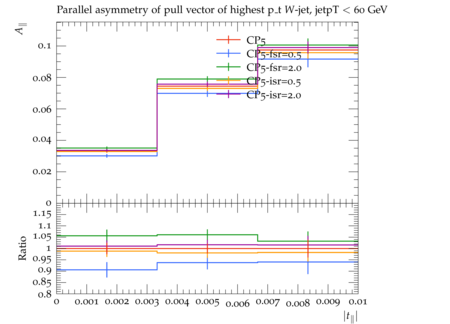 Parallel asymmetry of pull vector of highest p_t W-jet, jetpT < 60 GeV
A∥
0.1
0.08
0.06
0.04
0.02
0
CP5
CP5-fsr=0.5
CP5-fsr=2.0
CP5-isr=0.5
CP5-isr=2.0
Ratio
1.15
1.1
1.05
1
0.95
0.9
0.85
0.8
0 0.001 0.002 0.003 0.004 0.005 0.006 0.007 0.008 0.009 0.01
|t∥|